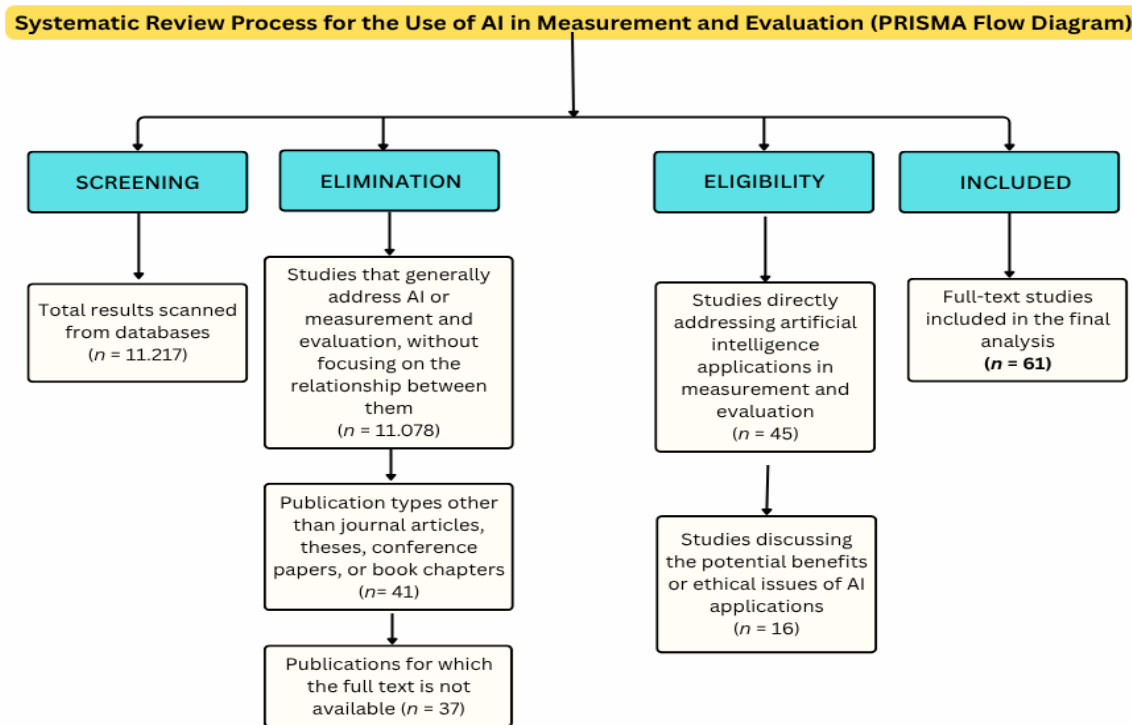 Systematic Review Process for the Use of AI in Measurement and Evaluation (PRISMA Flow Diagram)
SCREENING
Total results scanned
from databases
(n = 11.217)
ELIMINATION
Studies that generally
address AI or
measurement and
evaluation, without
focusing on the
relationship between
them
(n = 11.078)
Publication types other
than journal articles,
theses, conference
papers, or book chapters
(n= 41)
Publications for which
the full text is not
available (n = 37)
ELIGIBILITY
Studies directly
addressing artificial
intelligence
applications in
measurement and
evaluation
(n = 45)
Studies discussing
the potential benefits
or ethical issues of AI
applications
(n = 16)
INCLUDED
Full-text studies
included in the final
analysis
(n = 61)